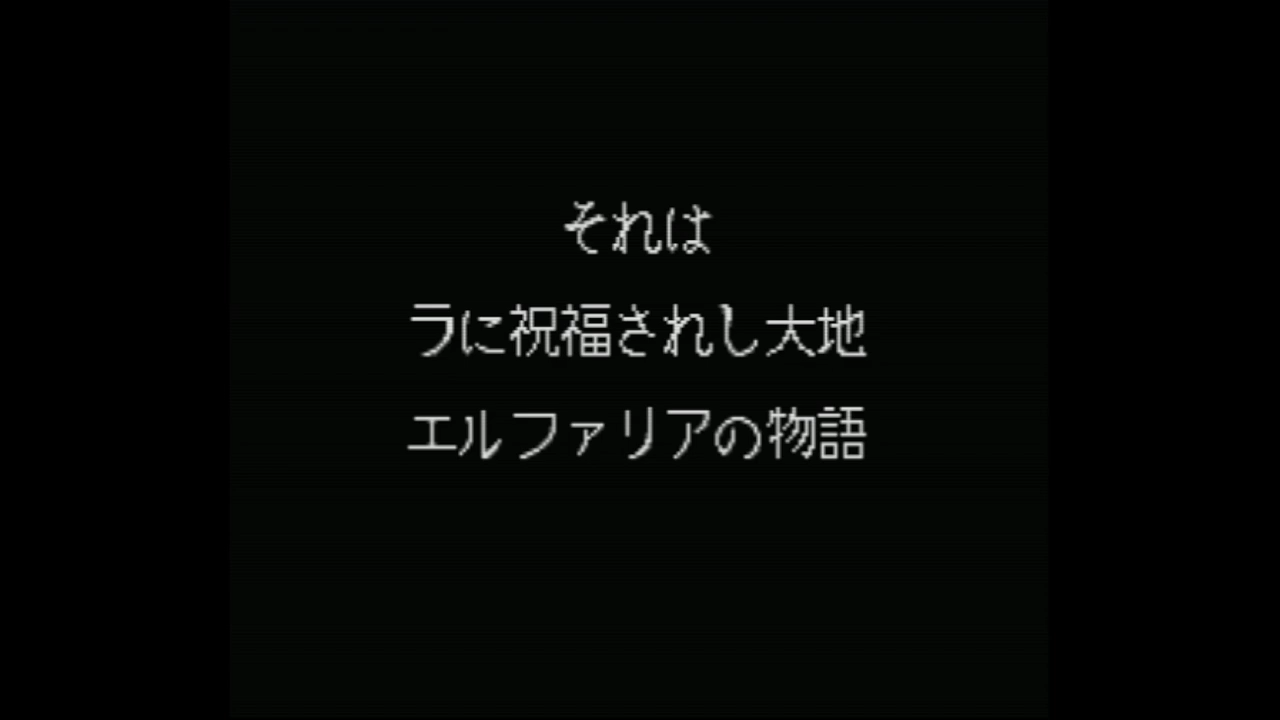 それは
ラに祝福されし大地
エルファリアの物語